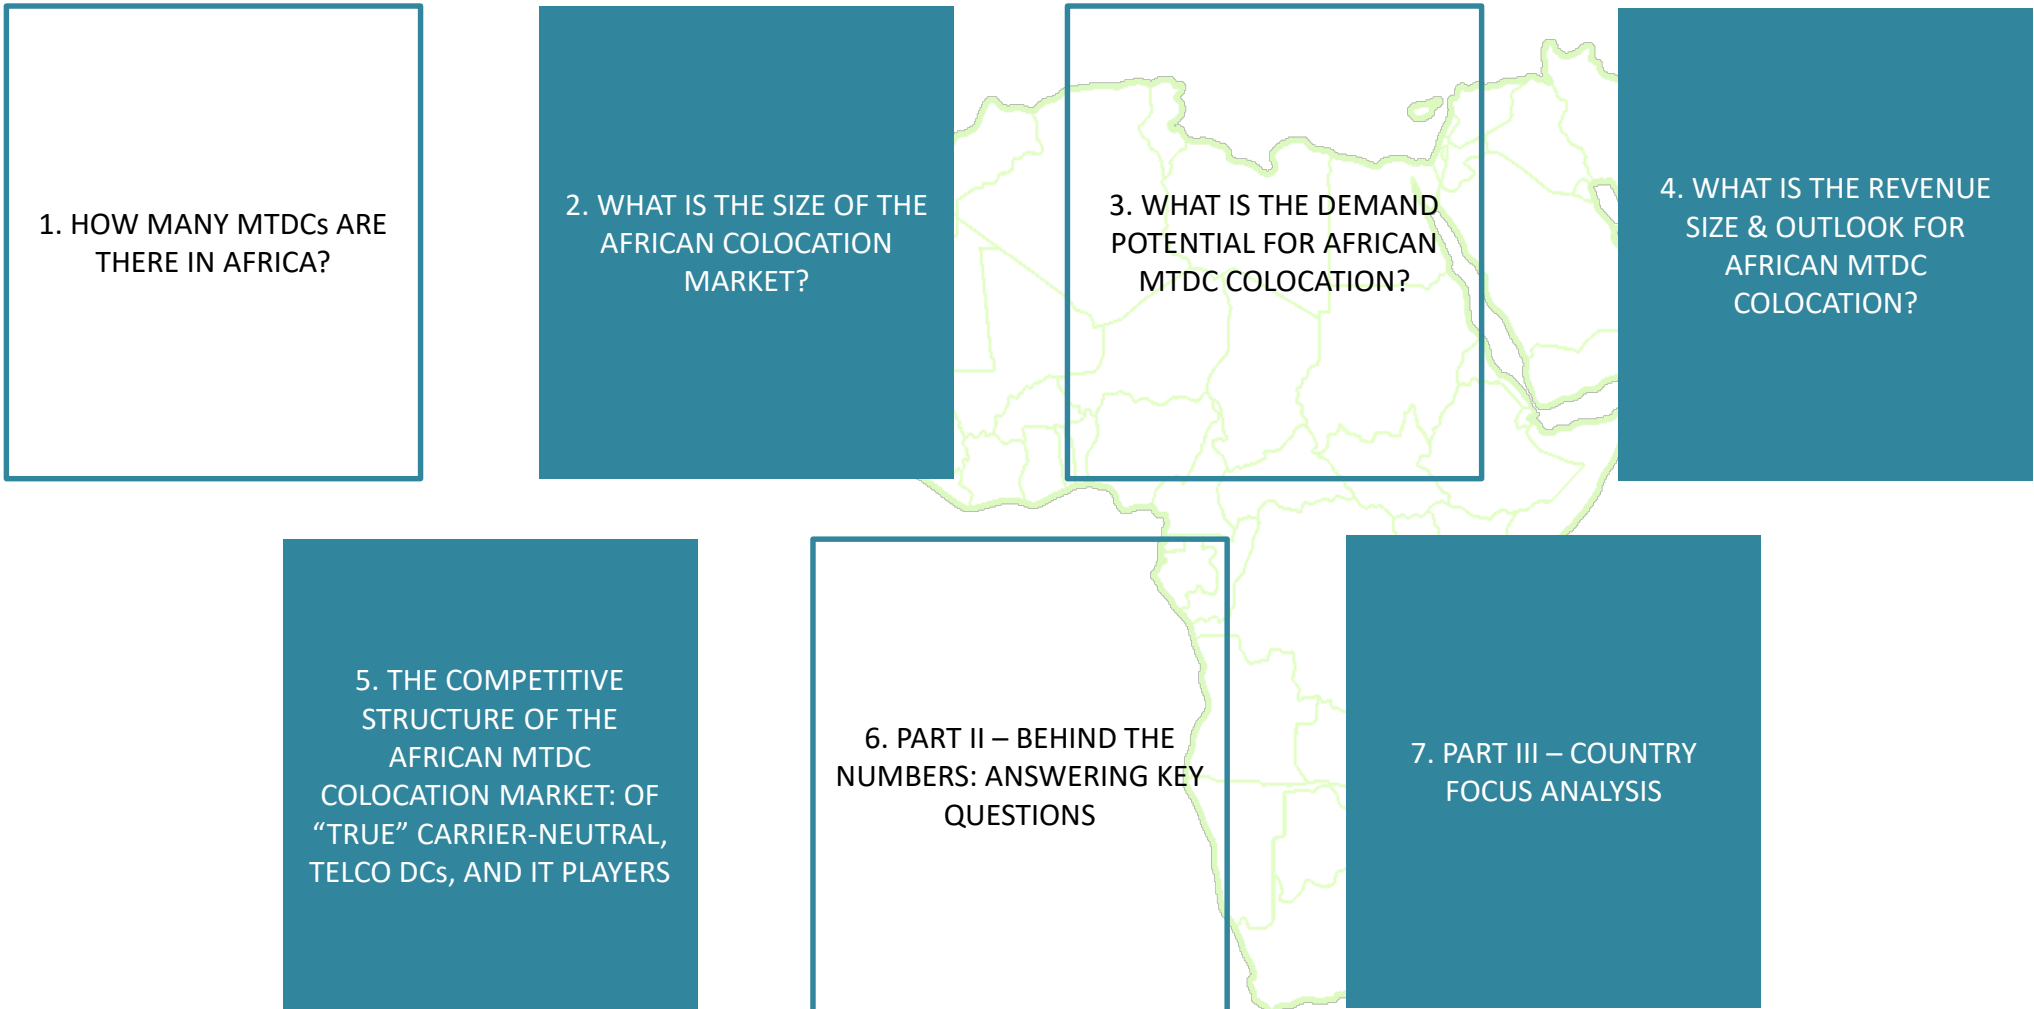 1. HOW MANY MTDCs ARE
THERE IN AFRICA?
2. WHAT IS THE SIZE OF THE
AFRICAN COLOCATION
MARKET?
3. WHAT IS THE DEMAND
POTENTIAL FOR AFRICAN
MTDC COLOCATION?
4. WHAT IS THE REVENUE
SIZE & OUTLOOK FOR
AFRICAN MTDC
COLOCATION?
5. THE COMPETITIVE
STRUCTURE OF THE
AFRICAN MTDC
COLOCATION MARKET: OF
“TRUE” CARRIER-NEUTRAL,
TELCO DCs, AND IT PLAYERS
6. PART II – BEHIND THE
NUMBERS: ANSWERING KEY
QUESTIONS
7. PART III – COUNTRY
FOCUS ANALYSIS